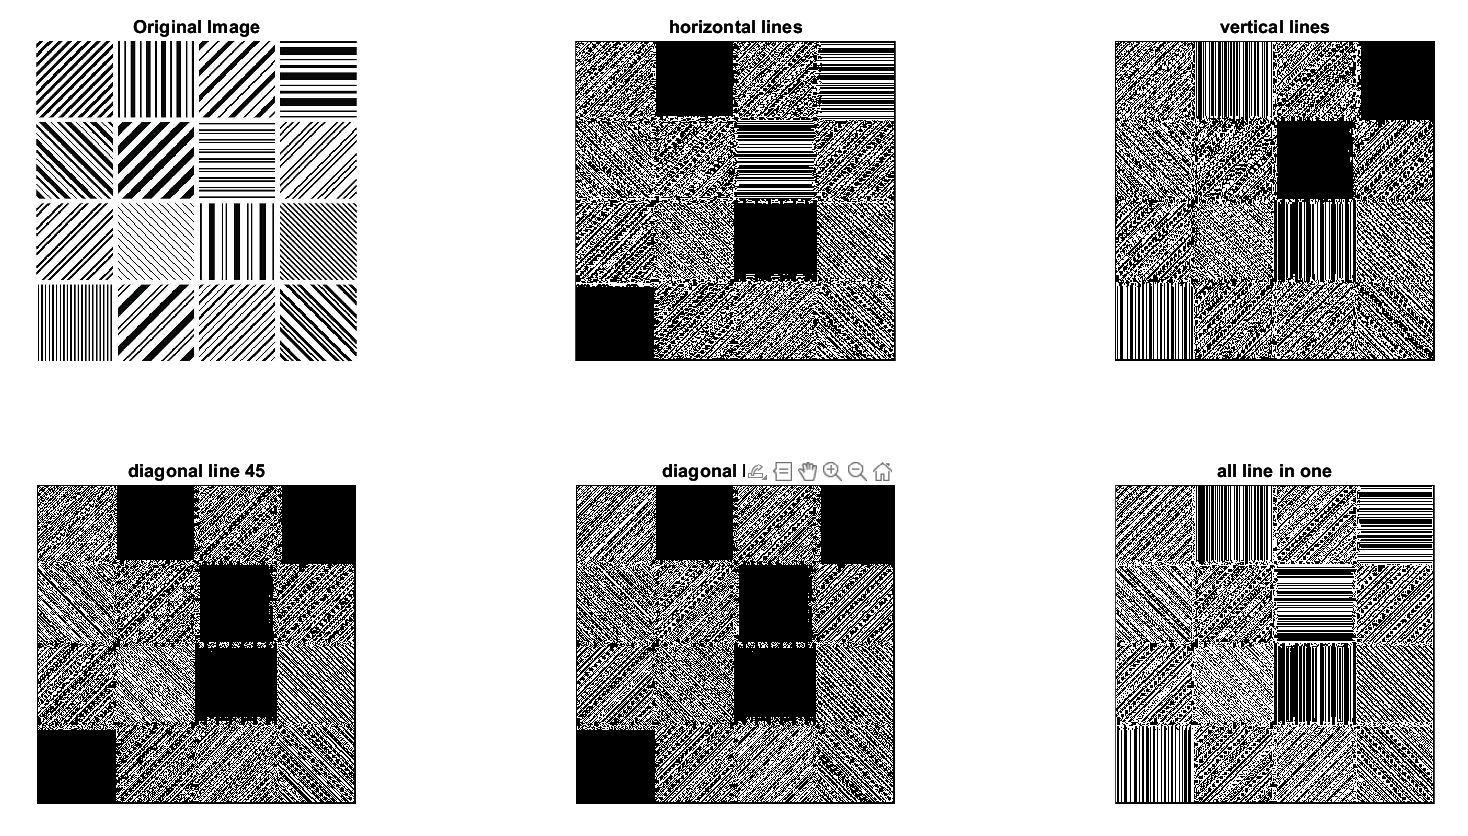 Original Image
horizontal lines
vertical lines
diagonal line 45
diagonal
all line in one